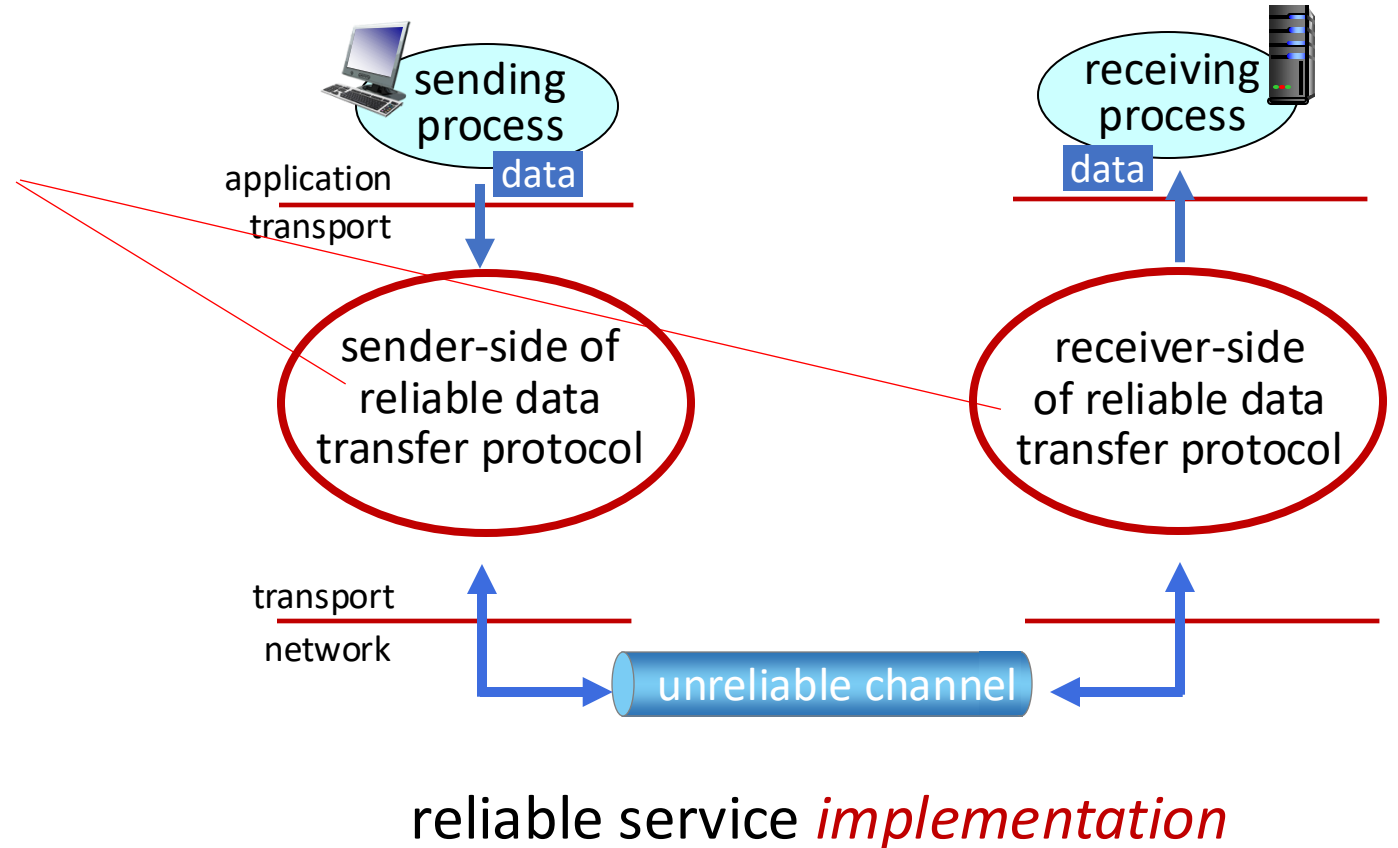 sending
process
receiving
process
data
data
application
transport
sender-side of
reliable data
transfer protocol
receiver-side
of reliable data
transfer protocol
transport
network
unreliable channel
reliable service implementation